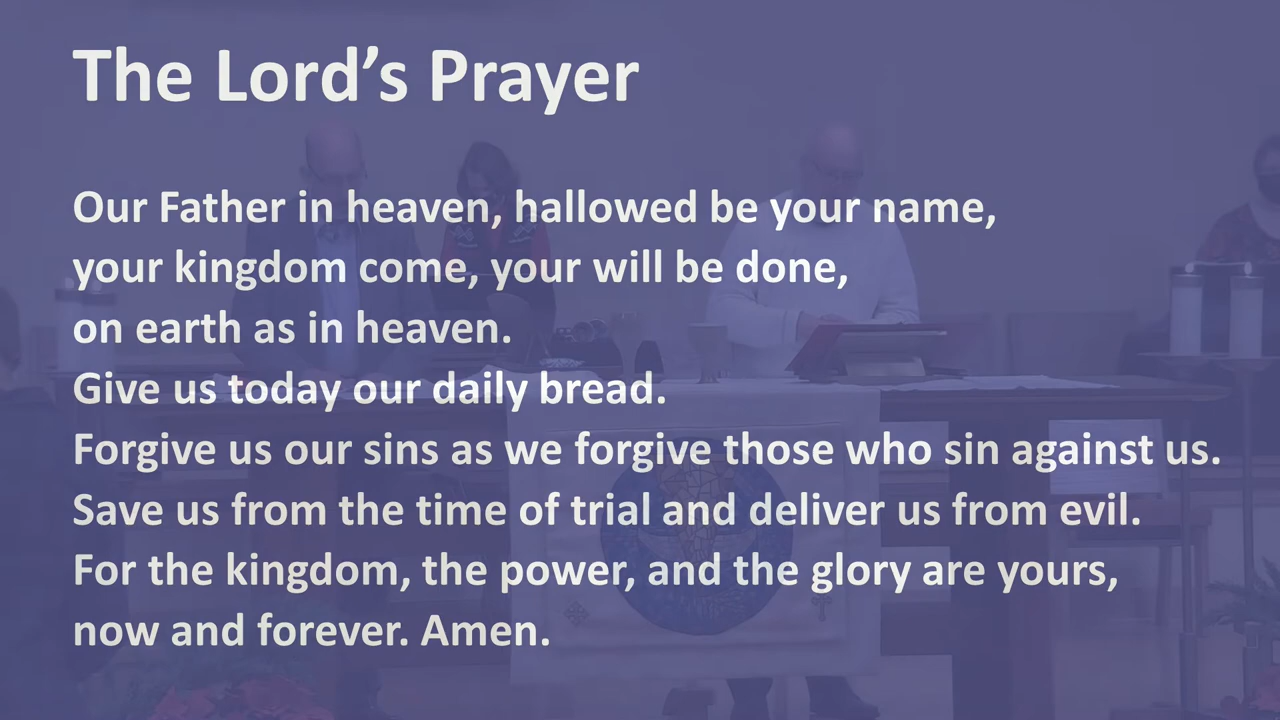 The Lord’s Prayer
Our Father in heaven, hallowed be your name,
your kingdom come, your will be done,
on earth as in heaven.
Give us today our daily bread.
Forgive us our sins as we forgive those who sin against us.
Save us from the time of trial and deliver us from evil.
For the kingdom, the power, and the glory are yours,
now and forever. Amen.